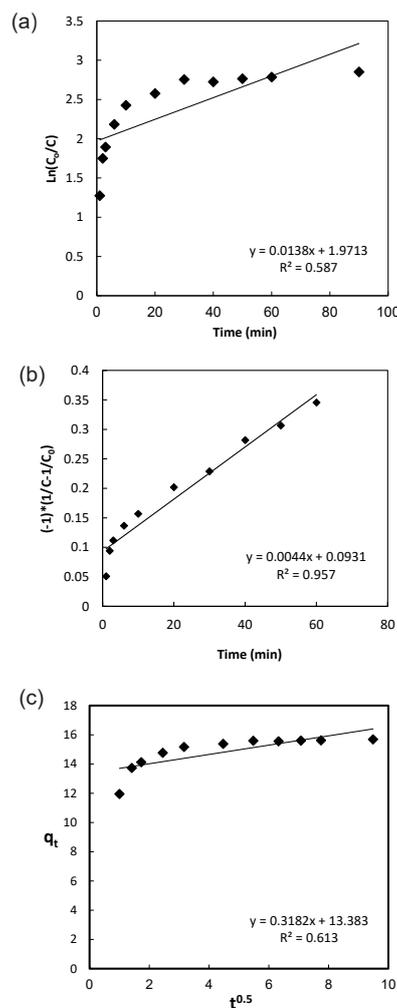 (a)
3.5
3
2.5
2
1.5
1
0.5
0
Ln(C₀/C)
y = 0.0138x + 1.9713
R² = 0.587
0 20 40 60 80 100
Time (min)
(b)
0.4
0.35
0.3
0.25
0.2
0.15
0.1
0.05
0
(-1)*(1/C-1/C₀)
y = 0.0044x + 0.0931
R² = 0.957
0 20 40 60 80
Time (min)
(c)
18
16
14
12
10
8
6
4
2
0
qₜ
y = 0.3182x + 13.383
R² = 0.613
0 2 4 6 8 10
t⁰·⁵